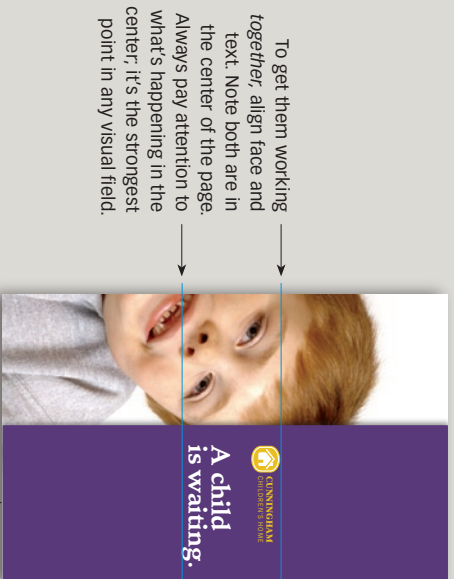 To get them working
together, align face and
text. Note both are in
the center of the page.
Always pay attention to
what's happening in the
center; it's the strongest
point in any visual field.
CUNNINGHAM
CHILDREN'S HOME
A child
is waiting.